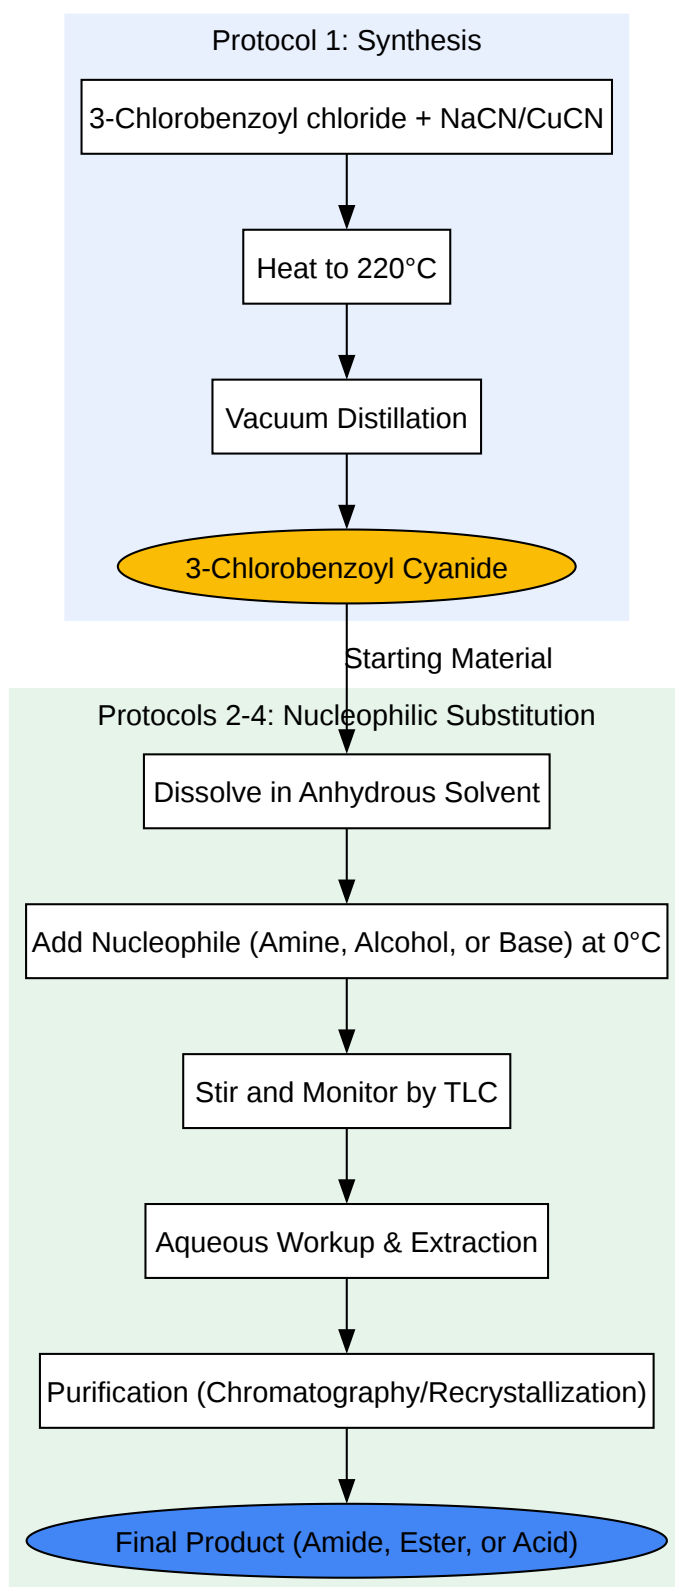 Protocol 1: Synthesis
3-Chlorobenzoyl chloride + NaCN/CuCN
Heat to 220°C
Vacuum Distillation
3-Chlorobenzoyl Cyanide
Starting Material
Protocols 2-4: Nucleophilic Substitution
Dissolve in Anhydrous Solvent
Add Nucleophile (Amine, Alcohol, or Base) at 0°C
Stir and Monitor by TLC
Aqueous Workup & Extraction
Purification (Chromatography/Recrystallization)
Final Product (Amide, Ester, or Acid)